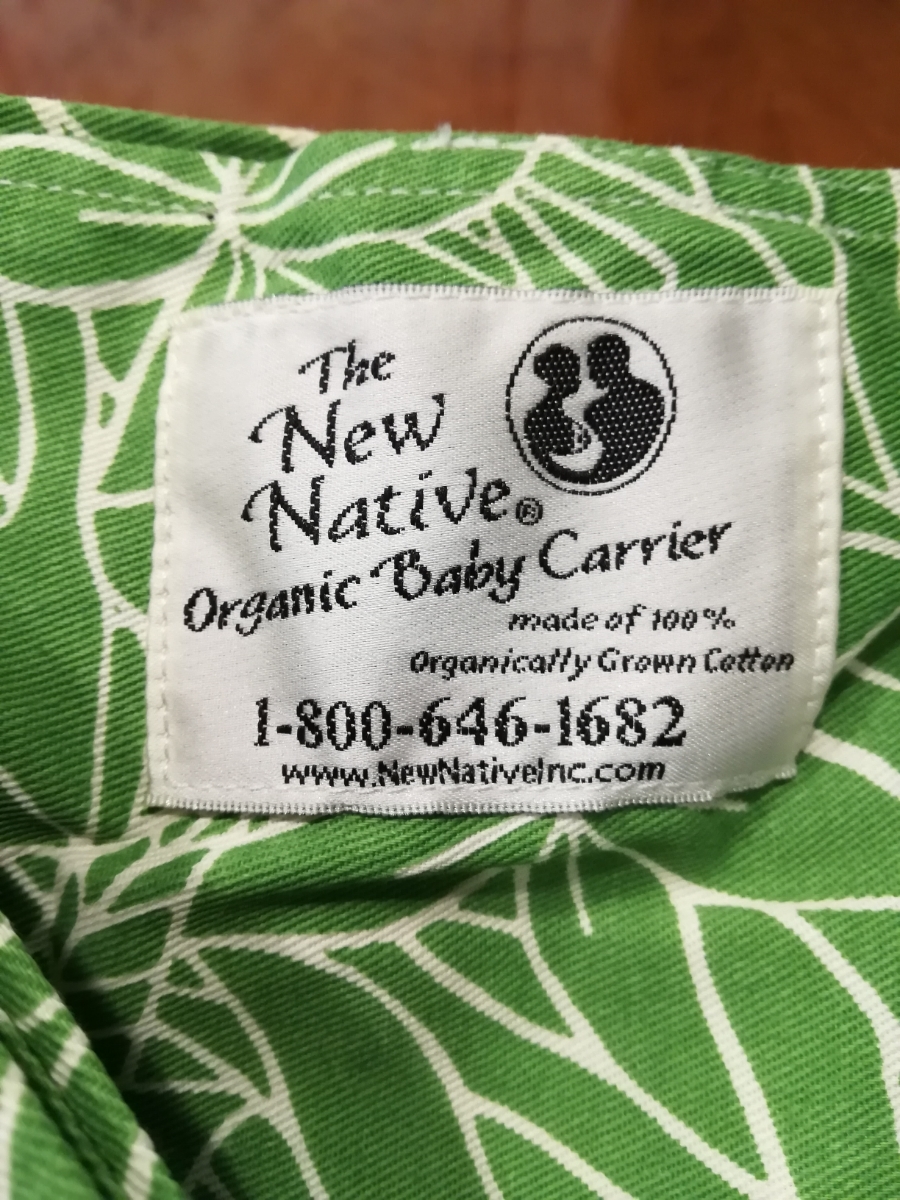 The
New
Native®
Organic Baby Carrier
made of 100%
Organically Grown Cotton
1-800-646-1682
www.NewNativeInc.com